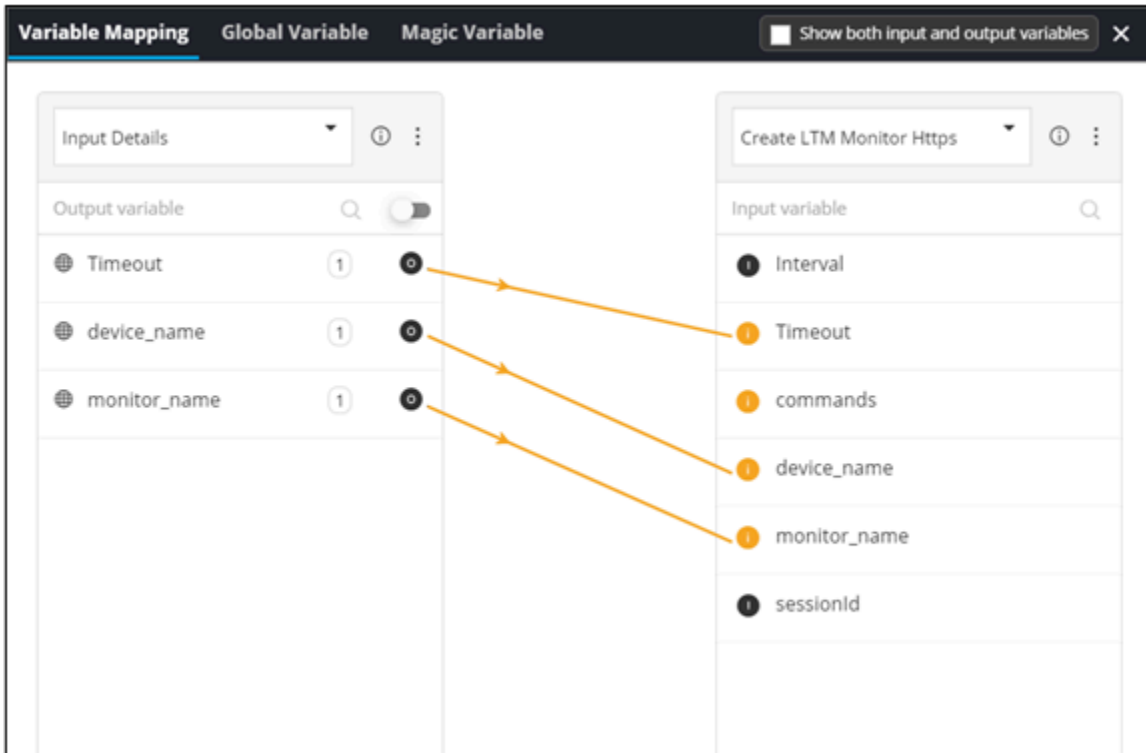 Variable Mapping Global Variable Magic Variable Show both input and output variables
Input Details
Output variable
Timeout 1
device_name 1
monitor_name 1
Create LTM Monitor Https
Input variable
Interval
Timeout
commands
device_name
monitor_name
sessionId